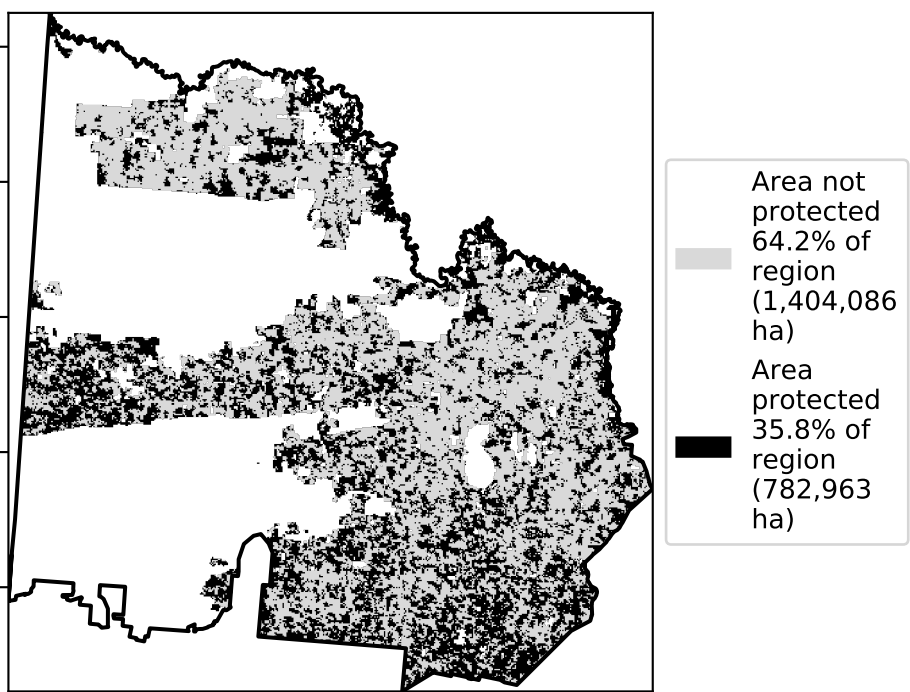 Area not
protected
64.2% of
region
(1,404,086
ha)
Area
protected
35.8% of
region
(782,963
ha)